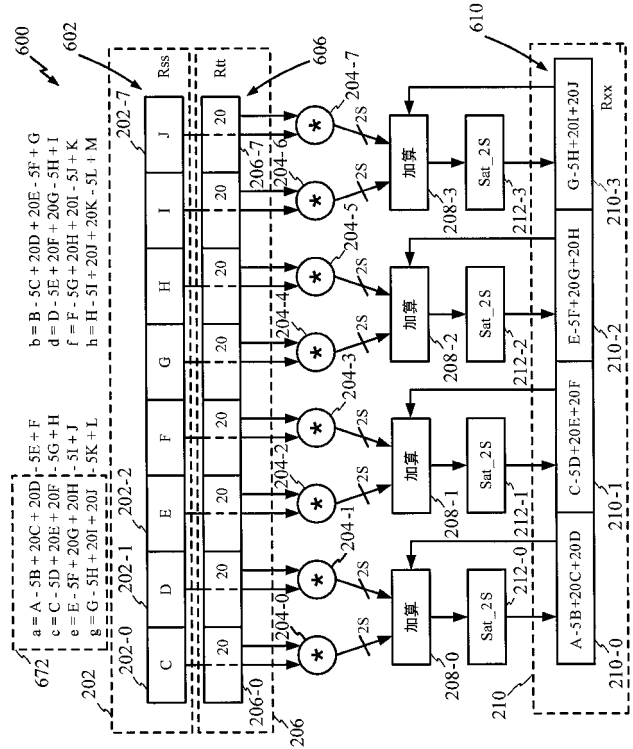 600
a = A - 5B + 20C + 20D - 5E + F
c = C - 5D + 20E + 20F - 5G + H
e = E - 5F + 20G + 20H - 5I + J
g = G - 5H + 20I + 20J - 5K + L
b = B - 5C + 20D + 20E - 5F + G
d = D - 5E + 20F + 20G - 5H + I
f = F - 5G + 20H + 20I - 5J + K
h = H - 5I + 20J + 20K - 5L + M
672
602
202
202-0
202-1
202-2
202-7
C D E F G H I J
Rss
20 20 20 20 20 20 20 20
Rtt
206
206-0
206-7
606
* * * * * * * *
204-0 204-1 204-2 204-3 204-4 204-5 204-6 204-7
2S 2S 2S 2S 2S 2S 2S 2S
加算 加算 加算 加算
208-0 208-1 208-2 208-3
Sat_2S Sat_2S Sat_2S Sat_2S
212-0 212-1 212-2 212-3
610
A-5B+20C+20D C-5D+20E+20F E-5F+20G+20H G-5H+20I+20J
Rxx
210
210-0 210-1 210-2 210-3